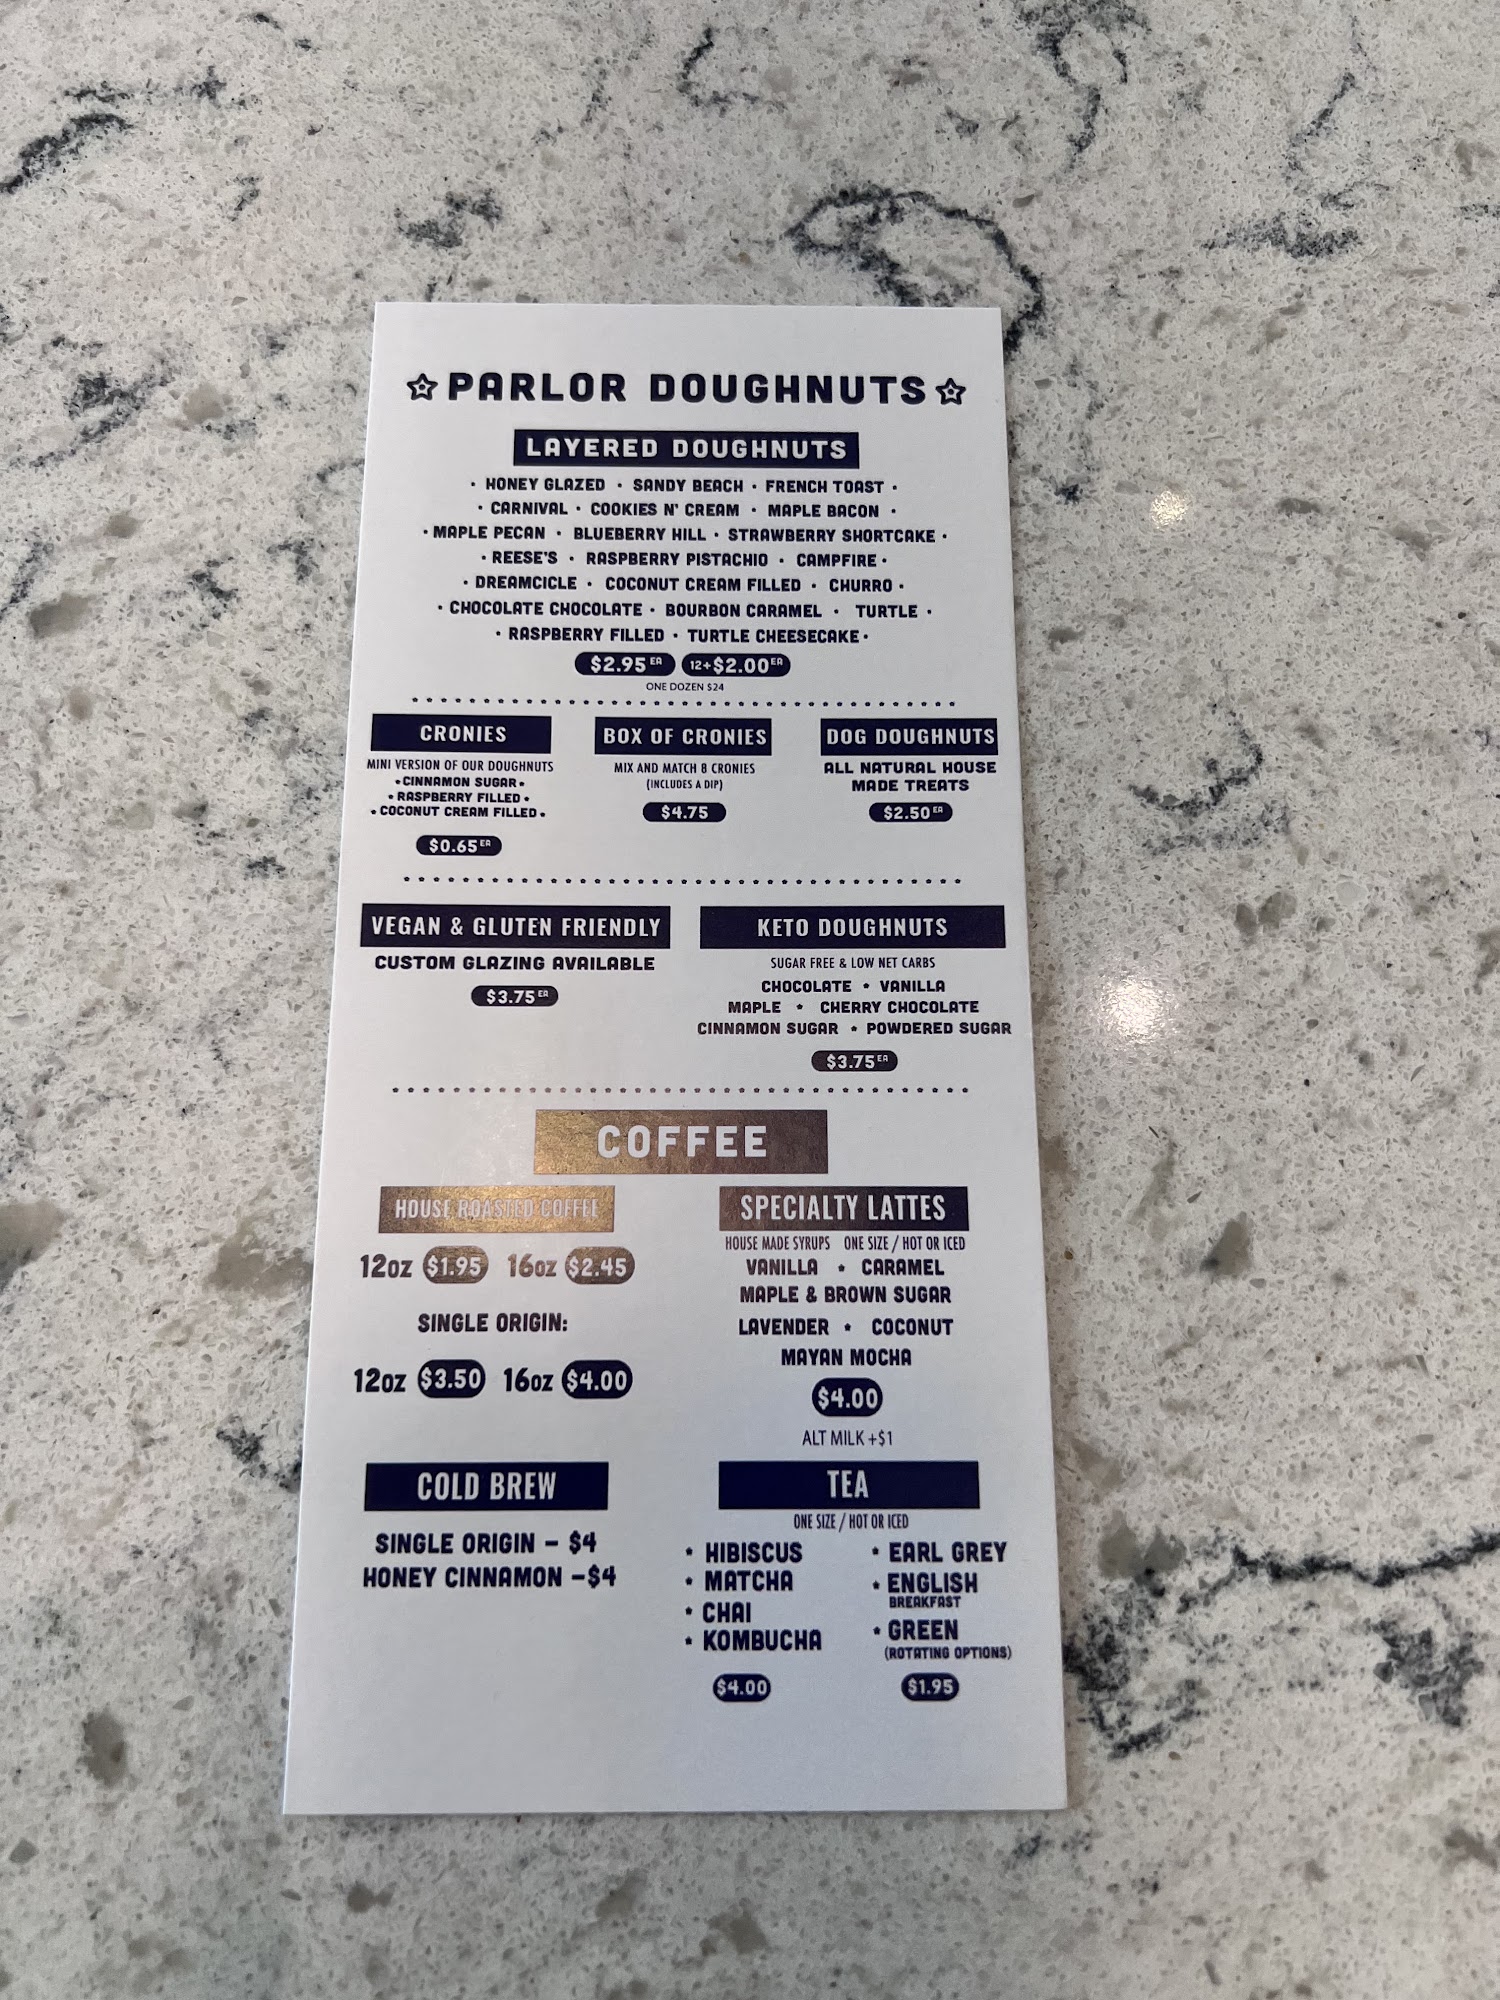 PARLOR DOUGHNUTS
LAYERED DOUGHNUTS
· HONEY GLAZED · SANDY BEACH · FRENCH TOAST ·
· CARNIVAL · COOKIES N' CREAM · MAPLE BACON ·
· MAPLE PECAN · BLUEBERRY HILL · STRAWBERRY SHORTCAKE ·
· REESE'S · RASPBERRY PISTACHIO · CAMPFIRE ·
· DREAMCICLE · COCONUT CREAM FILLED · CHURRO ·
· CHOCOLATE CHOCOLATE · BOURBON CARAMEL · TURTLE ·
· RASPBERRY FILLED · TURTLE CHEESECAKE ·
$2.95 EA 12+ $2.00 EA
ONE DOZEN $24
CRONIES
MINI VERSION OF OUR DOUGHNUTS
• CINNAMON SUGAR •
• RASPBERRY FILLED •
• COCONUT CREAM FILLED •
$0.65 EA
BOX OF CRONIES
MIX AND MATCH 8 CRONIES
(INCLUDES A DIP)
$4.75
DOG DOUGHNUTS
ALL NATURAL HOUSE
MADE TREATS
$2.50 EA
VEGAN & GLUTEN FRIENDLY
CUSTOM GLAZING AVAILABLE
$3.75 EA
KETO DOUGHNUTS
SUGAR FREE & LOW NET CARBS
CHOCOLATE • VANILLA
MAPLE • CHERRY CHOCOLATE
CINNAMON SUGAR • POWDERED SUGAR
$3.75 EA
COFFEE
HOUSE ROASTED COFFEE
12oz $1.95 16oz $2.45
SINGLE ORIGIN:
12oz $3.50 16oz $4.00
SPECIALTY LATTES
HOUSE MADE SYRUPS ONE SIZE / HOT OR ICED
VANILLA • CARAMEL
MAPLE & BROWN SUGAR
LAVENDER • COCONUT
MAYAN MOCHA
$4.00
ALT MILK +$1
COLD BREW
SINGLE ORIGIN – $4
HONEY CINNAMON –$4
TEA
ONE SIZE / HOT OR ICED
• HIBISCUS
• MATCHA
• CHAI
• KOMBUCHA
$4.00
• EARL GREY
• ENGLISH
BREAKFAST
• GREEN
(ROTATING OPTIONS)
$1.95